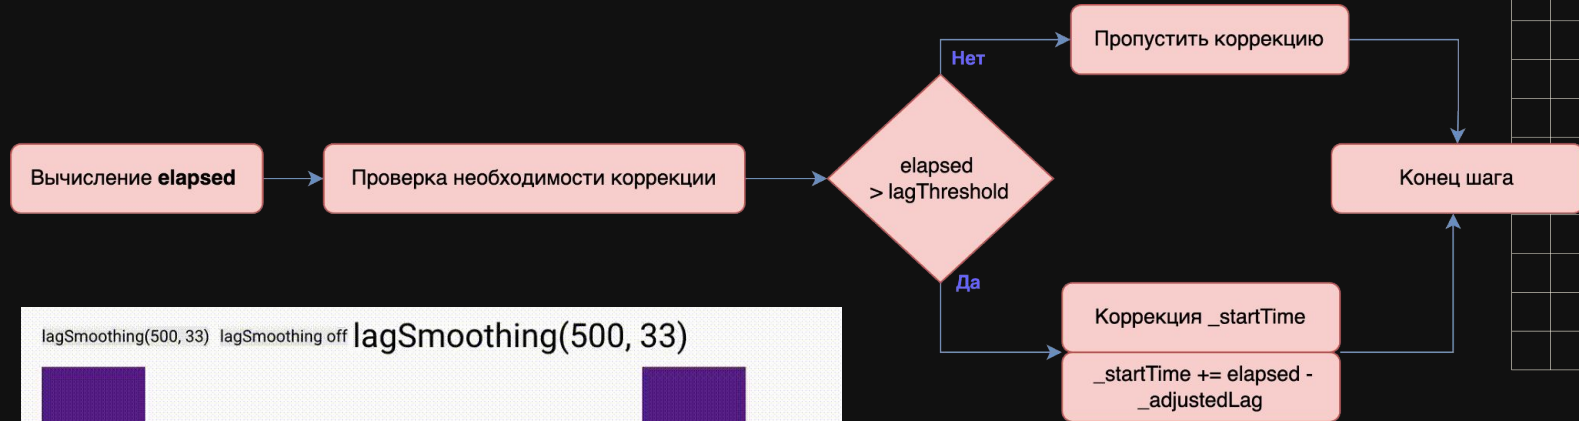 Вычисление elapsed
Проверка необходимости коррекции
elapsed
> lagThreshold
Нет
Пропустить коррекцию
Да
Коррекция _startTime
_startTime += elapsed -
_adjustedLag
Конец шага
lagSmoothing(500, 33) lagSmoothing off lagSmoothing(500, 33)